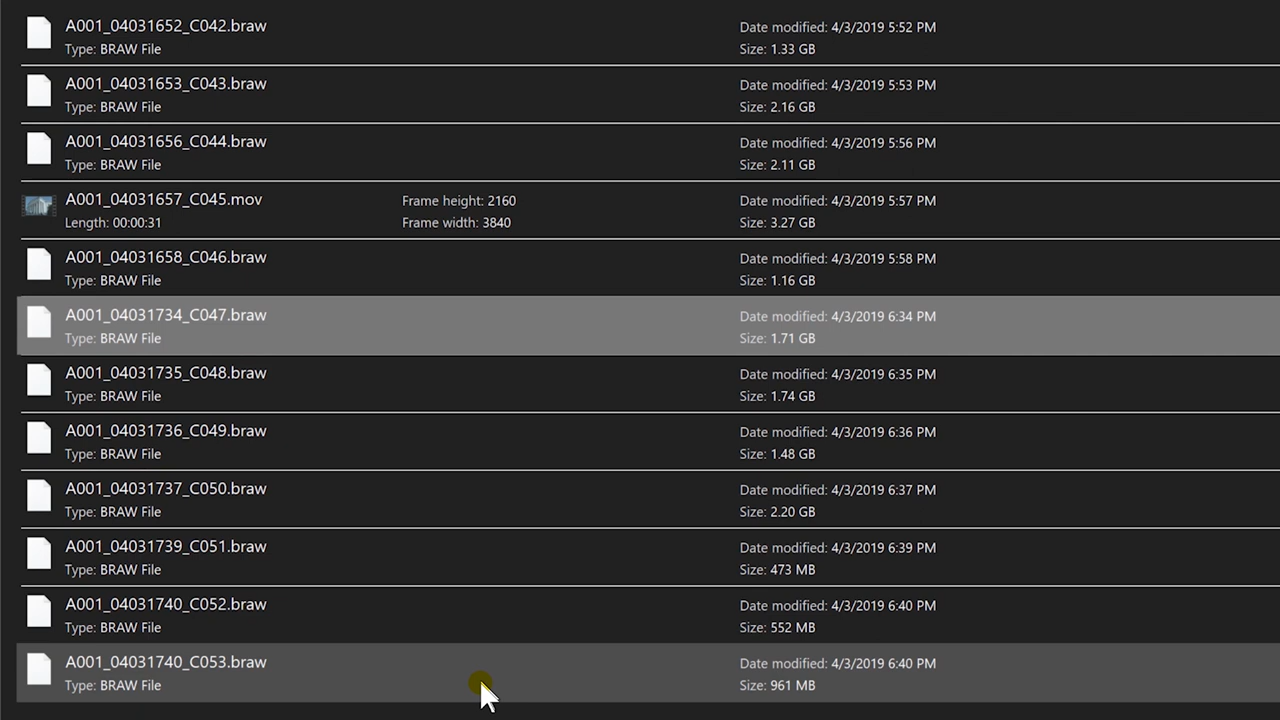 A001_04031652_C042.braw
Date modified: 4/3/2019 5:52 PM
Type: BRAW File
Size: 1.33 GB
A001_04031653_C043.braw
Date modified: 4/3/2019 5:53 PM
Type: BRAW File
Size: 2.16 GB
A001_04031656_C044.braw
Date modified: 4/3/2019 5:56 PM
Type: BRAW File
Size: 2.11 GB
A001_04031657_C045.mov
Frame height: 2160
Date modified: 4/3/2019 5:57 PM
Length: 00:00:31
Frame width: 3840
Size: 3.27 GB
A001_04031658_C046.braw
Date modified: 4/3/2019 5:58 PM
Type: BRAW File
Size: 1.16 GB
A001_04031734_C047.braw
Date modified: 4/3/2019 6:34 PM
Type: BRAW File
Size: 1.71 GB
A001_04031735_C048.braw
Date modified: 4/3/2019 6:35 PM
Type: BRAW File
Size: 1.74 GB
A001_04031736_C049.braw
Date modified: 4/3/2019 6:36 PM
Type: BRAW File
Size: 1.48 GB
A001_04031737_C050.braw
Date modified: 4/3/2019 6:37 PM
Type: BRAW File
Size: 2.20 GB
A001_04031739_C051.braw
Date modified: 4/3/2019 6:39 PM
Type: BRAW File
Size: 473 MB
A001_04031740_C052.braw
Date modified: 4/3/2019 6:40 PM
Type: BRAW File
Size: 552 MB
A001_04031740_C053.braw
Date modified: 4/3/2019 6:40 PM
Type: BRAW File
Size: 961 MB